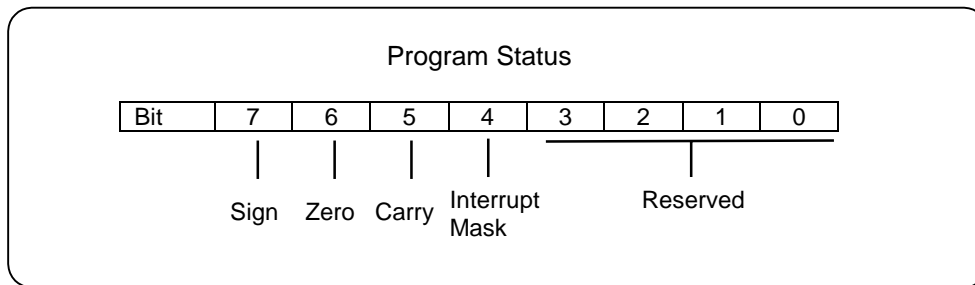 Program Status
Bit 7 6 5 4 3 2 1 0
Sign Zero Carry Interrupt Mask Reserved